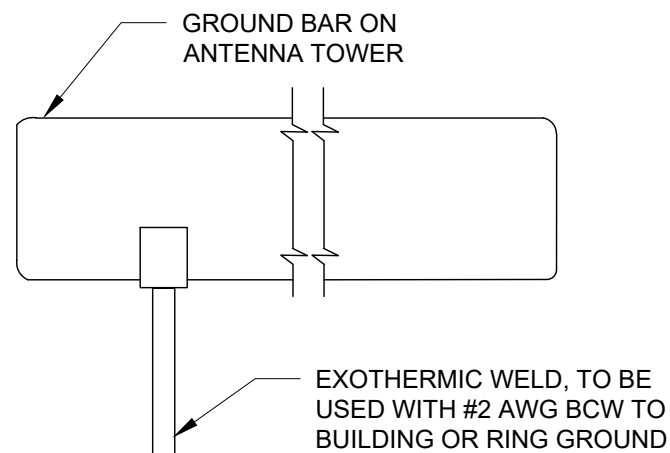 GROUND BAR ON
ANTENNA TOWER
EXOTHERMIC WELD, TO BE
USED WITH #2 AWG BCW TO
BUILDING OR RING GROUND